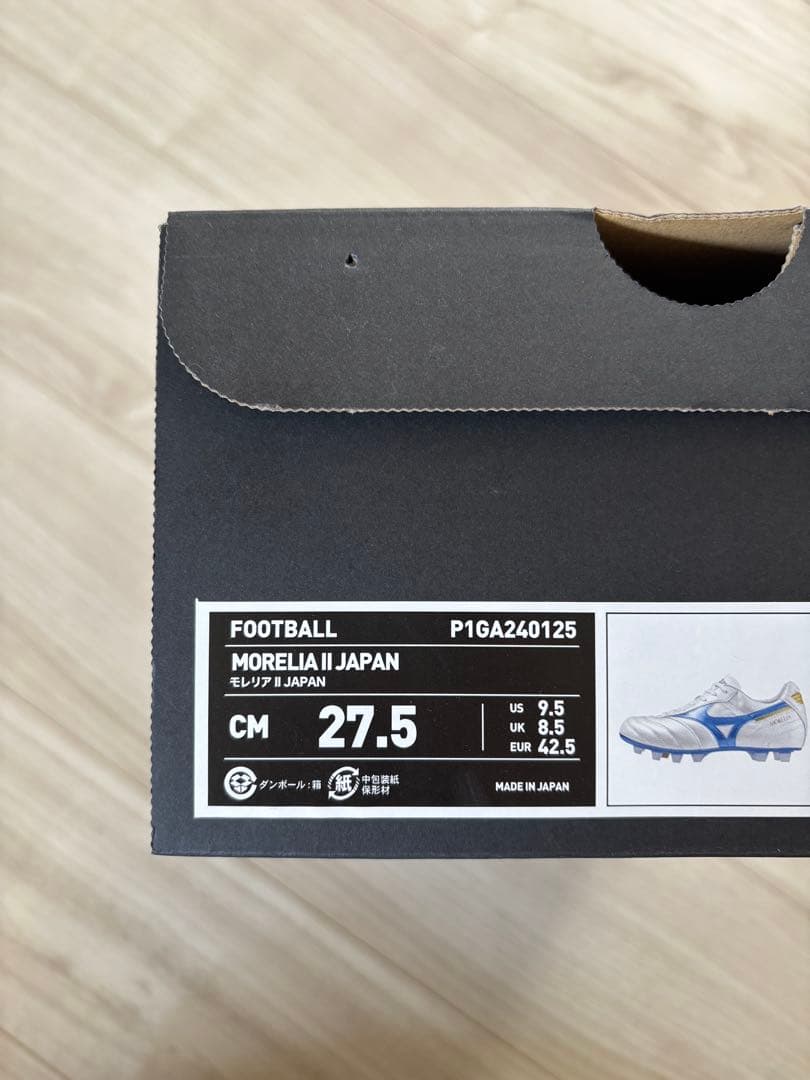 FOOTBALL P1GA240125
MORELIA II JAPAN
モレリア II JAPAN
CM 27.5
US 9.5
UK 8.5
EUR 42.5
ダンボール:箱
紙
中包装紙
保形材
MADE IN JAPAN